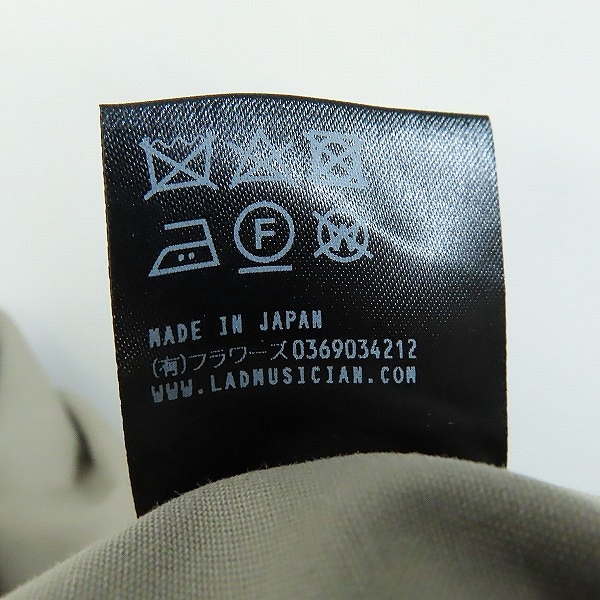 F W
MADE IN JAPAN
(有)フラワーズ0369034212
WWW.LADMUSICIAN.COM